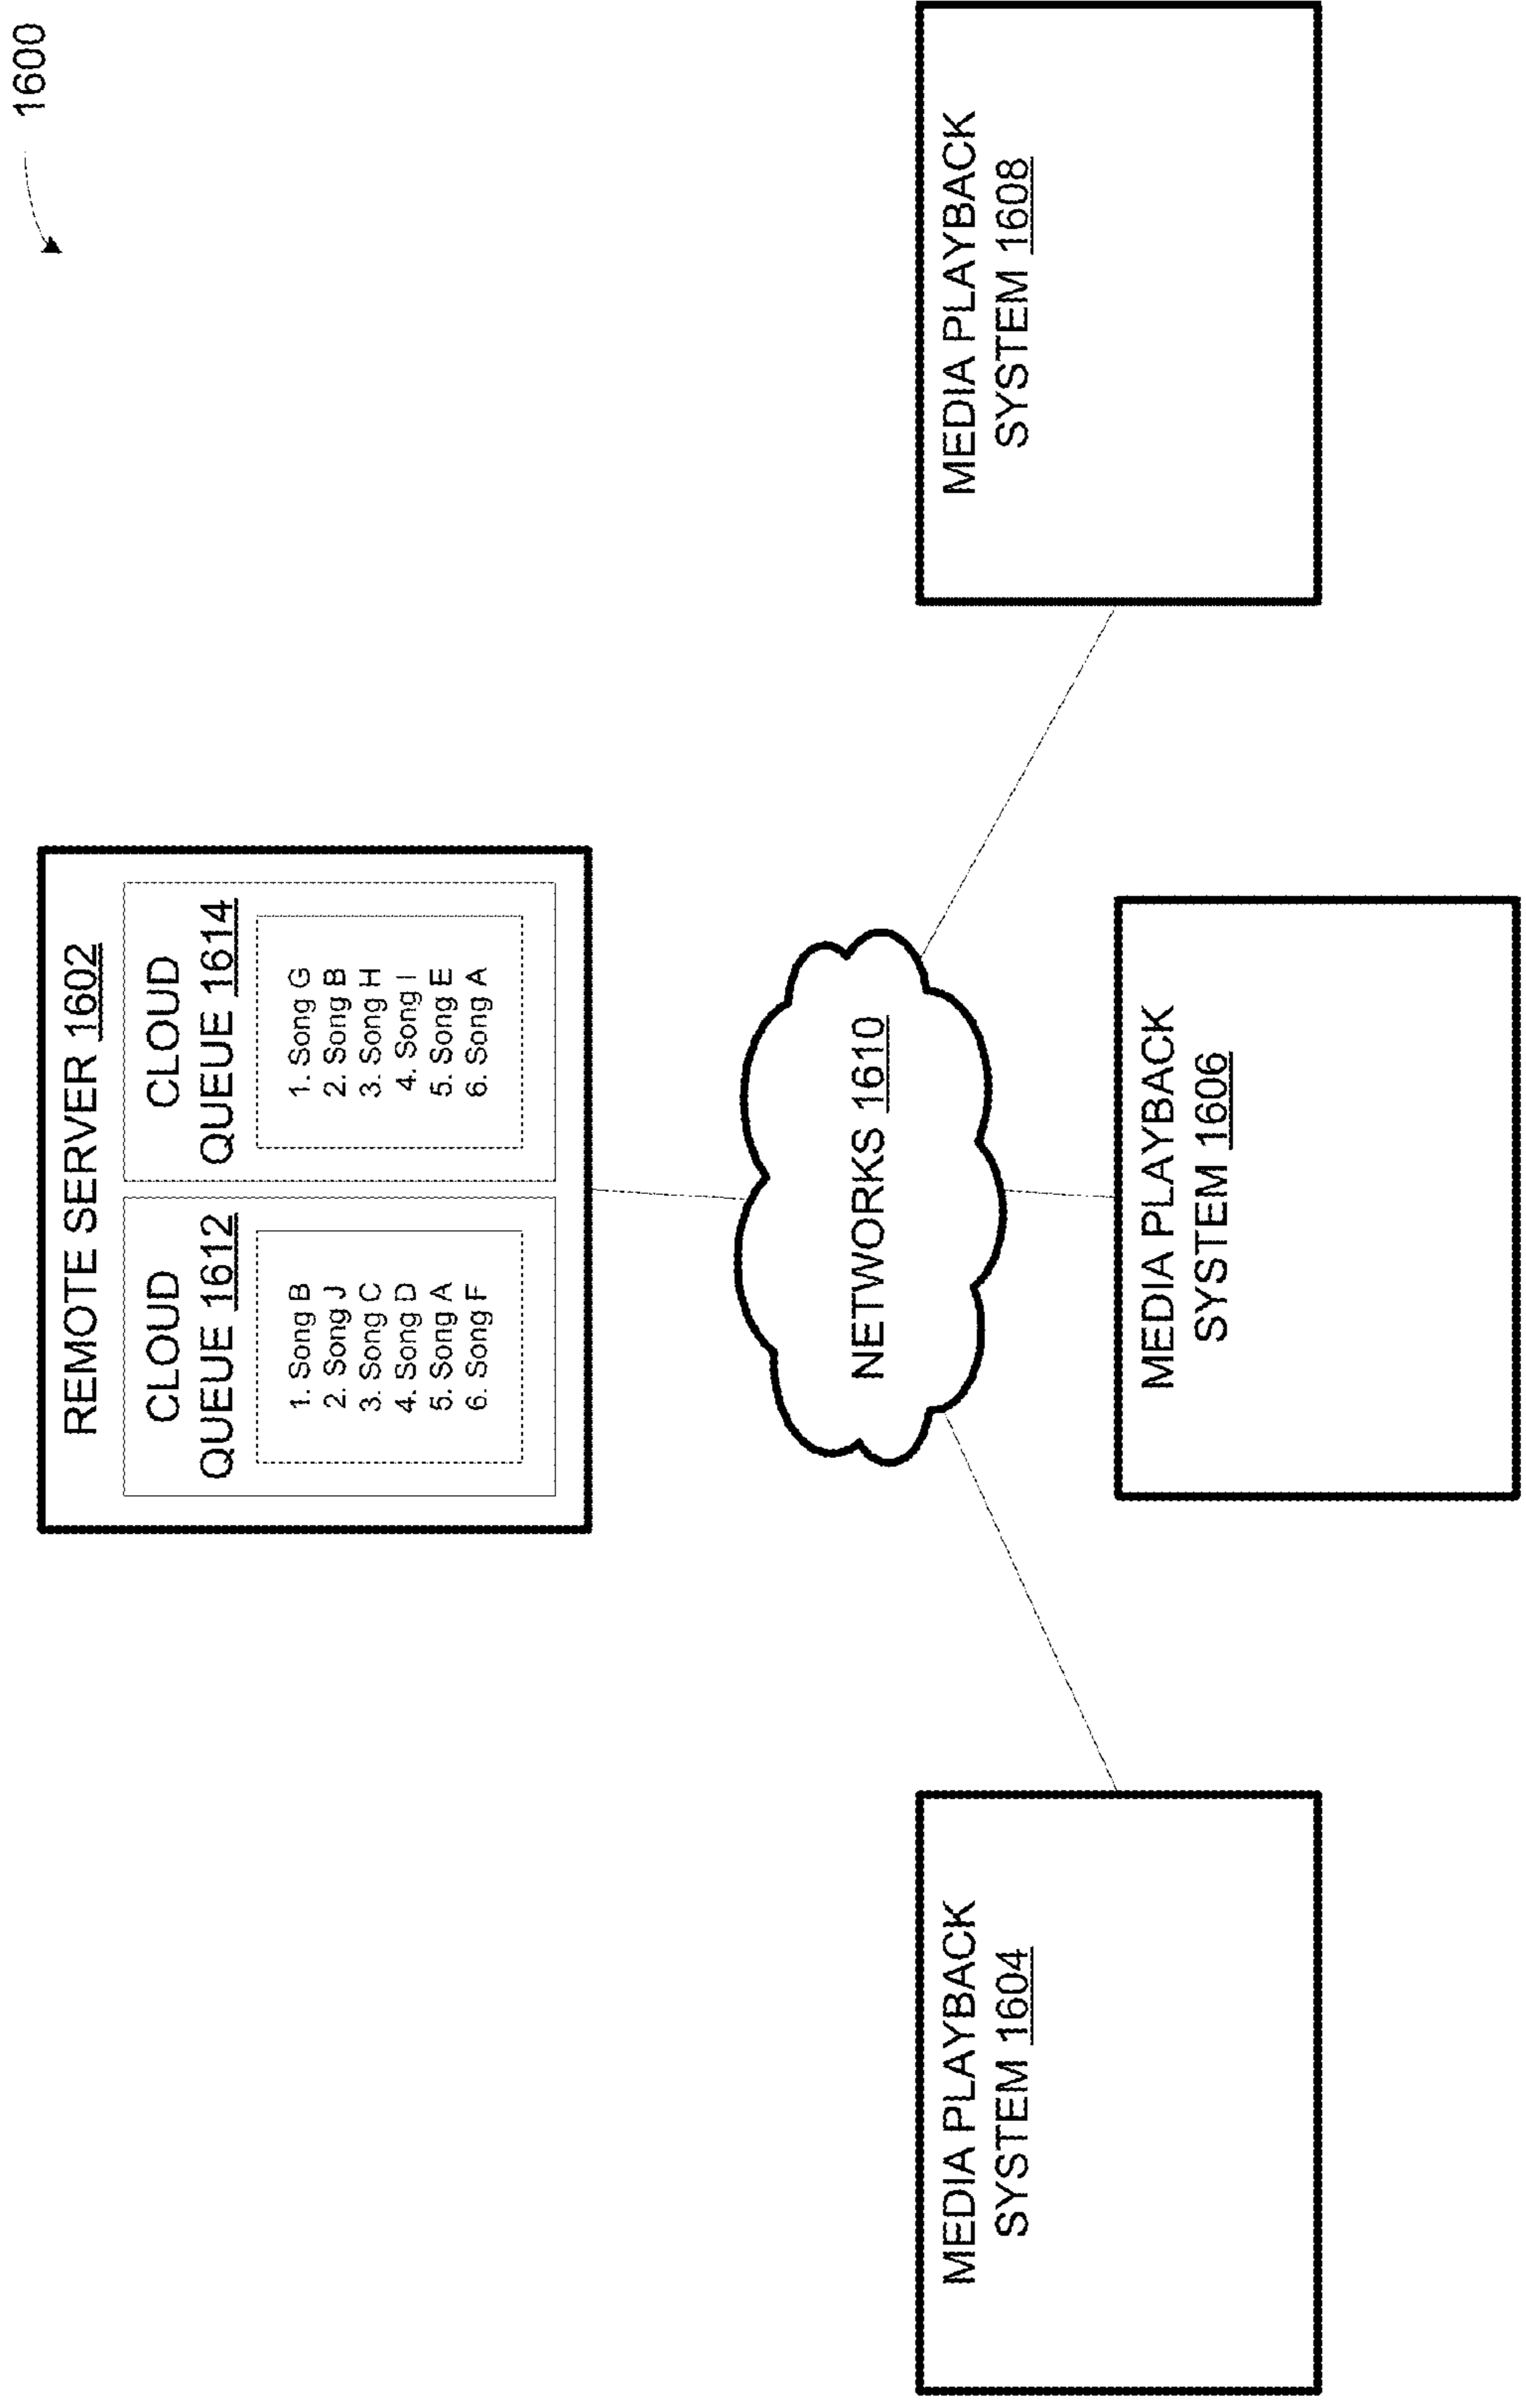 1600
REMOTE SERVER 1602
CLOUD
QUEUE 1612
1. Song B
2. Song J
3. Song C
4. Song D
5. Song A
6. Song F
CLOUD
QUEUE 1614
1. Song G
2. Song B
3. Song H
4. Song I
5. Song E
6. Song A
NETWORKS 1610
MEDIA PLAYBACK
SYSTEM 1604
MEDIA PLAYBACK
SYSTEM 1606
MEDIA PLAYBACK
SYSTEM 1608